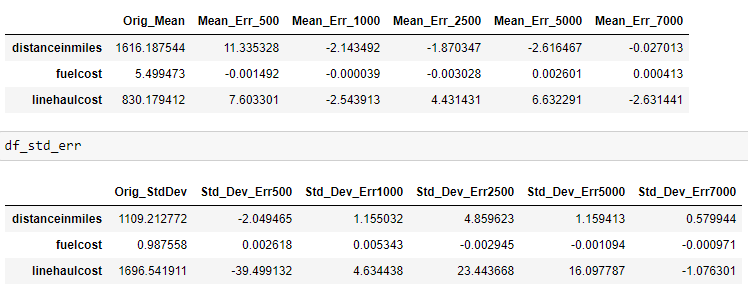 Orig_Mean Mean_Err_500 Mean_Err_1000 Mean_Err_2500 Mean_Err_5000 Mean_Err_7000
distanceinmiles 1616.187544 11.335328 -2.143492 -1.870347 -2.616467 -0.027013
fuelcost 5.499473 -0.001492 -0.000039 -0.003028 0.002601 0.000413
linehaulcost 830.179412 7.603301 -2.543913 4.431431 6.632291 -2.631441
df_std_err
Orig_StdDev Std_Dev_Err500 Std_Dev_Err1000 Std_Dev_Err2500 Std_Dev_Err5000 Std_Dev_Err7000
distanceinmiles 1109.212772 -2.049465 1.155032 4.859623 1.159413 0.579944
fuelcost 0.987558 0.002618 0.005343 -0.002945 -0.001094 -0.000971
linehaulcost 1696.541911 -39.499132 4.634438 23.443668 16.097787 -1.076301